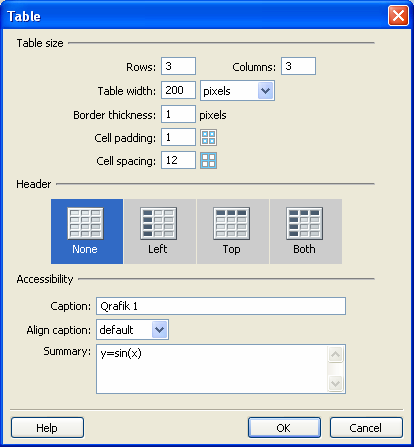 Table
Table size
Rows: 3 Columns: 3
Table width: 200 pixels
Border thickness: 1 pixels
Cell padding: 1
Cell spacing: 12
Header
None Left Top Both
Accessibility
Caption: Qrafik 1
Align caption: default
Summary: y=sin(x)
Help OK Cancel